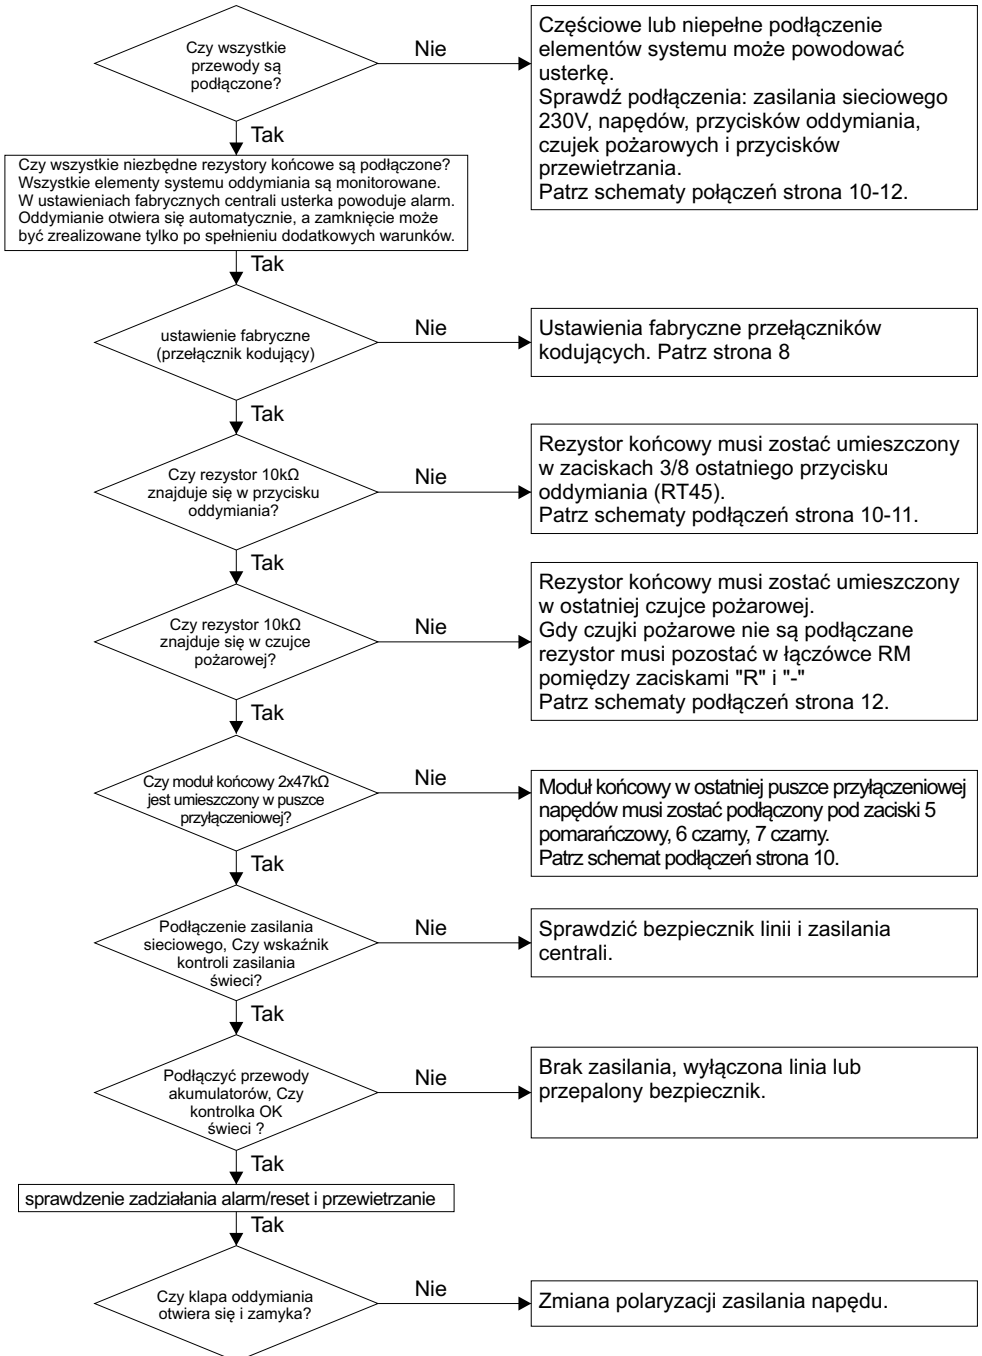 Czy wszystkie
przewody są
podłączone?
Nie
Częściowe lub niepełne podłączenie
elementów systemu może powodować
usterkę.
Sprawdź podłączenia: zasilania sieciowego
230V, napędów, przycisków oddymiania,
czujek pożarowych i przycisków
przewietrzania.
Patrz schematy połączeń strona 10-12.
Tak
Czy wszystkie niezbędne rezystory końcowe są podłączone?
Wszystkie elementy systemu oddymiania są monitorowane.
W ustawieniach fabrycznych centrali usterka powoduje alarm.
Oddymianie otwiera się automatycznie, a zamknięcie może
być zrealizowane tylko po spełnieniu dodatkowych warunków.
Tak
ustawienie fabryczne
(przełącznik kodujący)
Nie
Ustawienia fabryczne przełączników
kodujących. Patrz strona 8
Tak
Czy rezystor 10kΩ
znajduje się w przycisku
oddymiania?
Nie
Rezystor końcowy musi zostać umieszczony
w zaciskach 3/8 ostatniego przycisku
oddymiania (RT45).
Patrz schematy podłączeń strona 10-11.
Tak
Czy rezystor 10kΩ
znajduje się w czujce
pożarowej?
Nie
Rezystor końcowy musi zostać umieszczony
w ostatniej czujce pożarowej.
Gdy czujki pożarowe nie są podłączane
rezystor musi pozostać w łączówce RM
pomiędzy zaciskami "R" i "-"
Patrz schematy podłączeń strona 12.
Tak
Czy moduł końcowy 2x47kΩ
jest umieszczony w puszce
przyłączeniowej?
Nie
Moduł końcowy w ostatniej puszce przyłączeniowej
napędów musi zostać podłączony pod zaciski 5
pomarańczowy, 6 czarny, 7 czarny.
Patrz schemat podłączeń strona 10.
Tak
Podłączenie zasilania
sieciowego, Czy wskaźnik
kontroli zasilania
świeci?
Nie
Sprawdzić bezpiecznik linii i zasilania
centrali.
Tak
Podłączyć przewody
akumulatorów, Czy
kontrolka OK
świeci ?
Nie
Brak zasilania, wyłączona linia lub
przepalony bezpiecznik.
Tak
sprawdzenie zadziałania alarm/reset i przewietrzanie
Tak
Czy klapa oddymiania
otwiera się i zamyka?
Nie
Zmiana polaryzacji zasilania napędu.